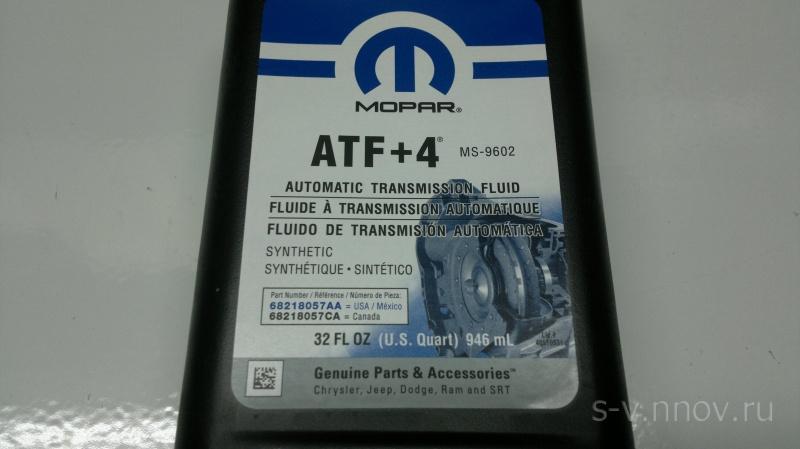 MOPAR®
ATF+4® MS-9602
AUTOMATIC TRANSMISSION FLUID
FLUIDE À TRANSMISSION AUTOMATIQUE
FLUIDO DE TRANSMISIÓN AUTOMÁTICA
SYNTHETIC
SYNTHÉTIQUE • SINTÉTICO
Part Number / Référence / Número de Pieza:
68218057AA = USA / México
68218057CA = Canada
32 FL OZ (U.S. Quart) 946 mL
Genuine Parts & Accessories™
Chrysler, Jeep, Dodge, Ram and SRT
s-v.nnov.ru